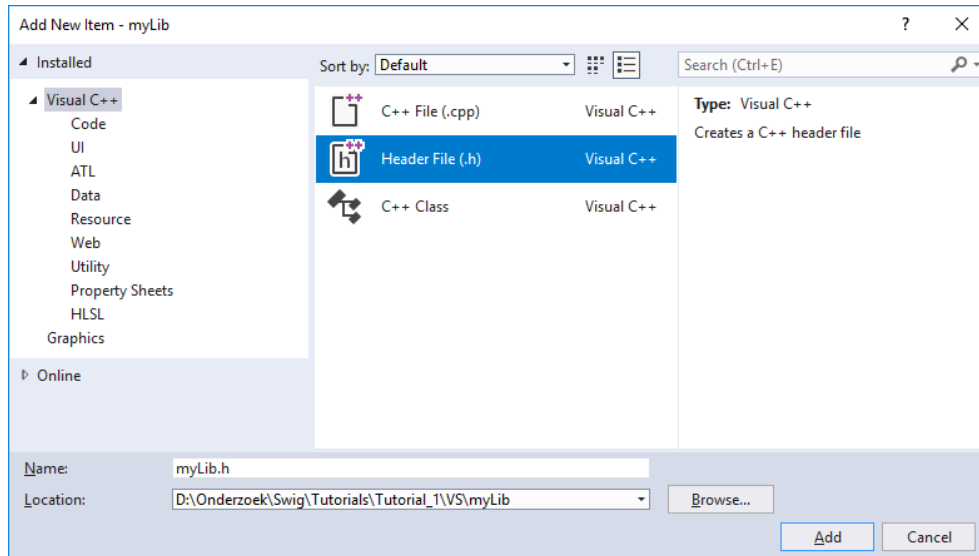 Add New Item - myLib ? ×
Installed
Sort by: Default
Search (Ctrl+E)
Visual C++
Code
UI
ATL
Data
Resource
Web
Utility
Property Sheets
HLSL
Graphics
Online
C++ File (.cpp) Visual C++
Header File (.h) Visual C++
C++ Class Visual C++
Type: Visual C++
Creates a C++ header file
Name: myLib.h
Location: D:\Onderzoek\Swig\Tutorials\Tutorial_1\VS\myLib Browse...
Add Cancel